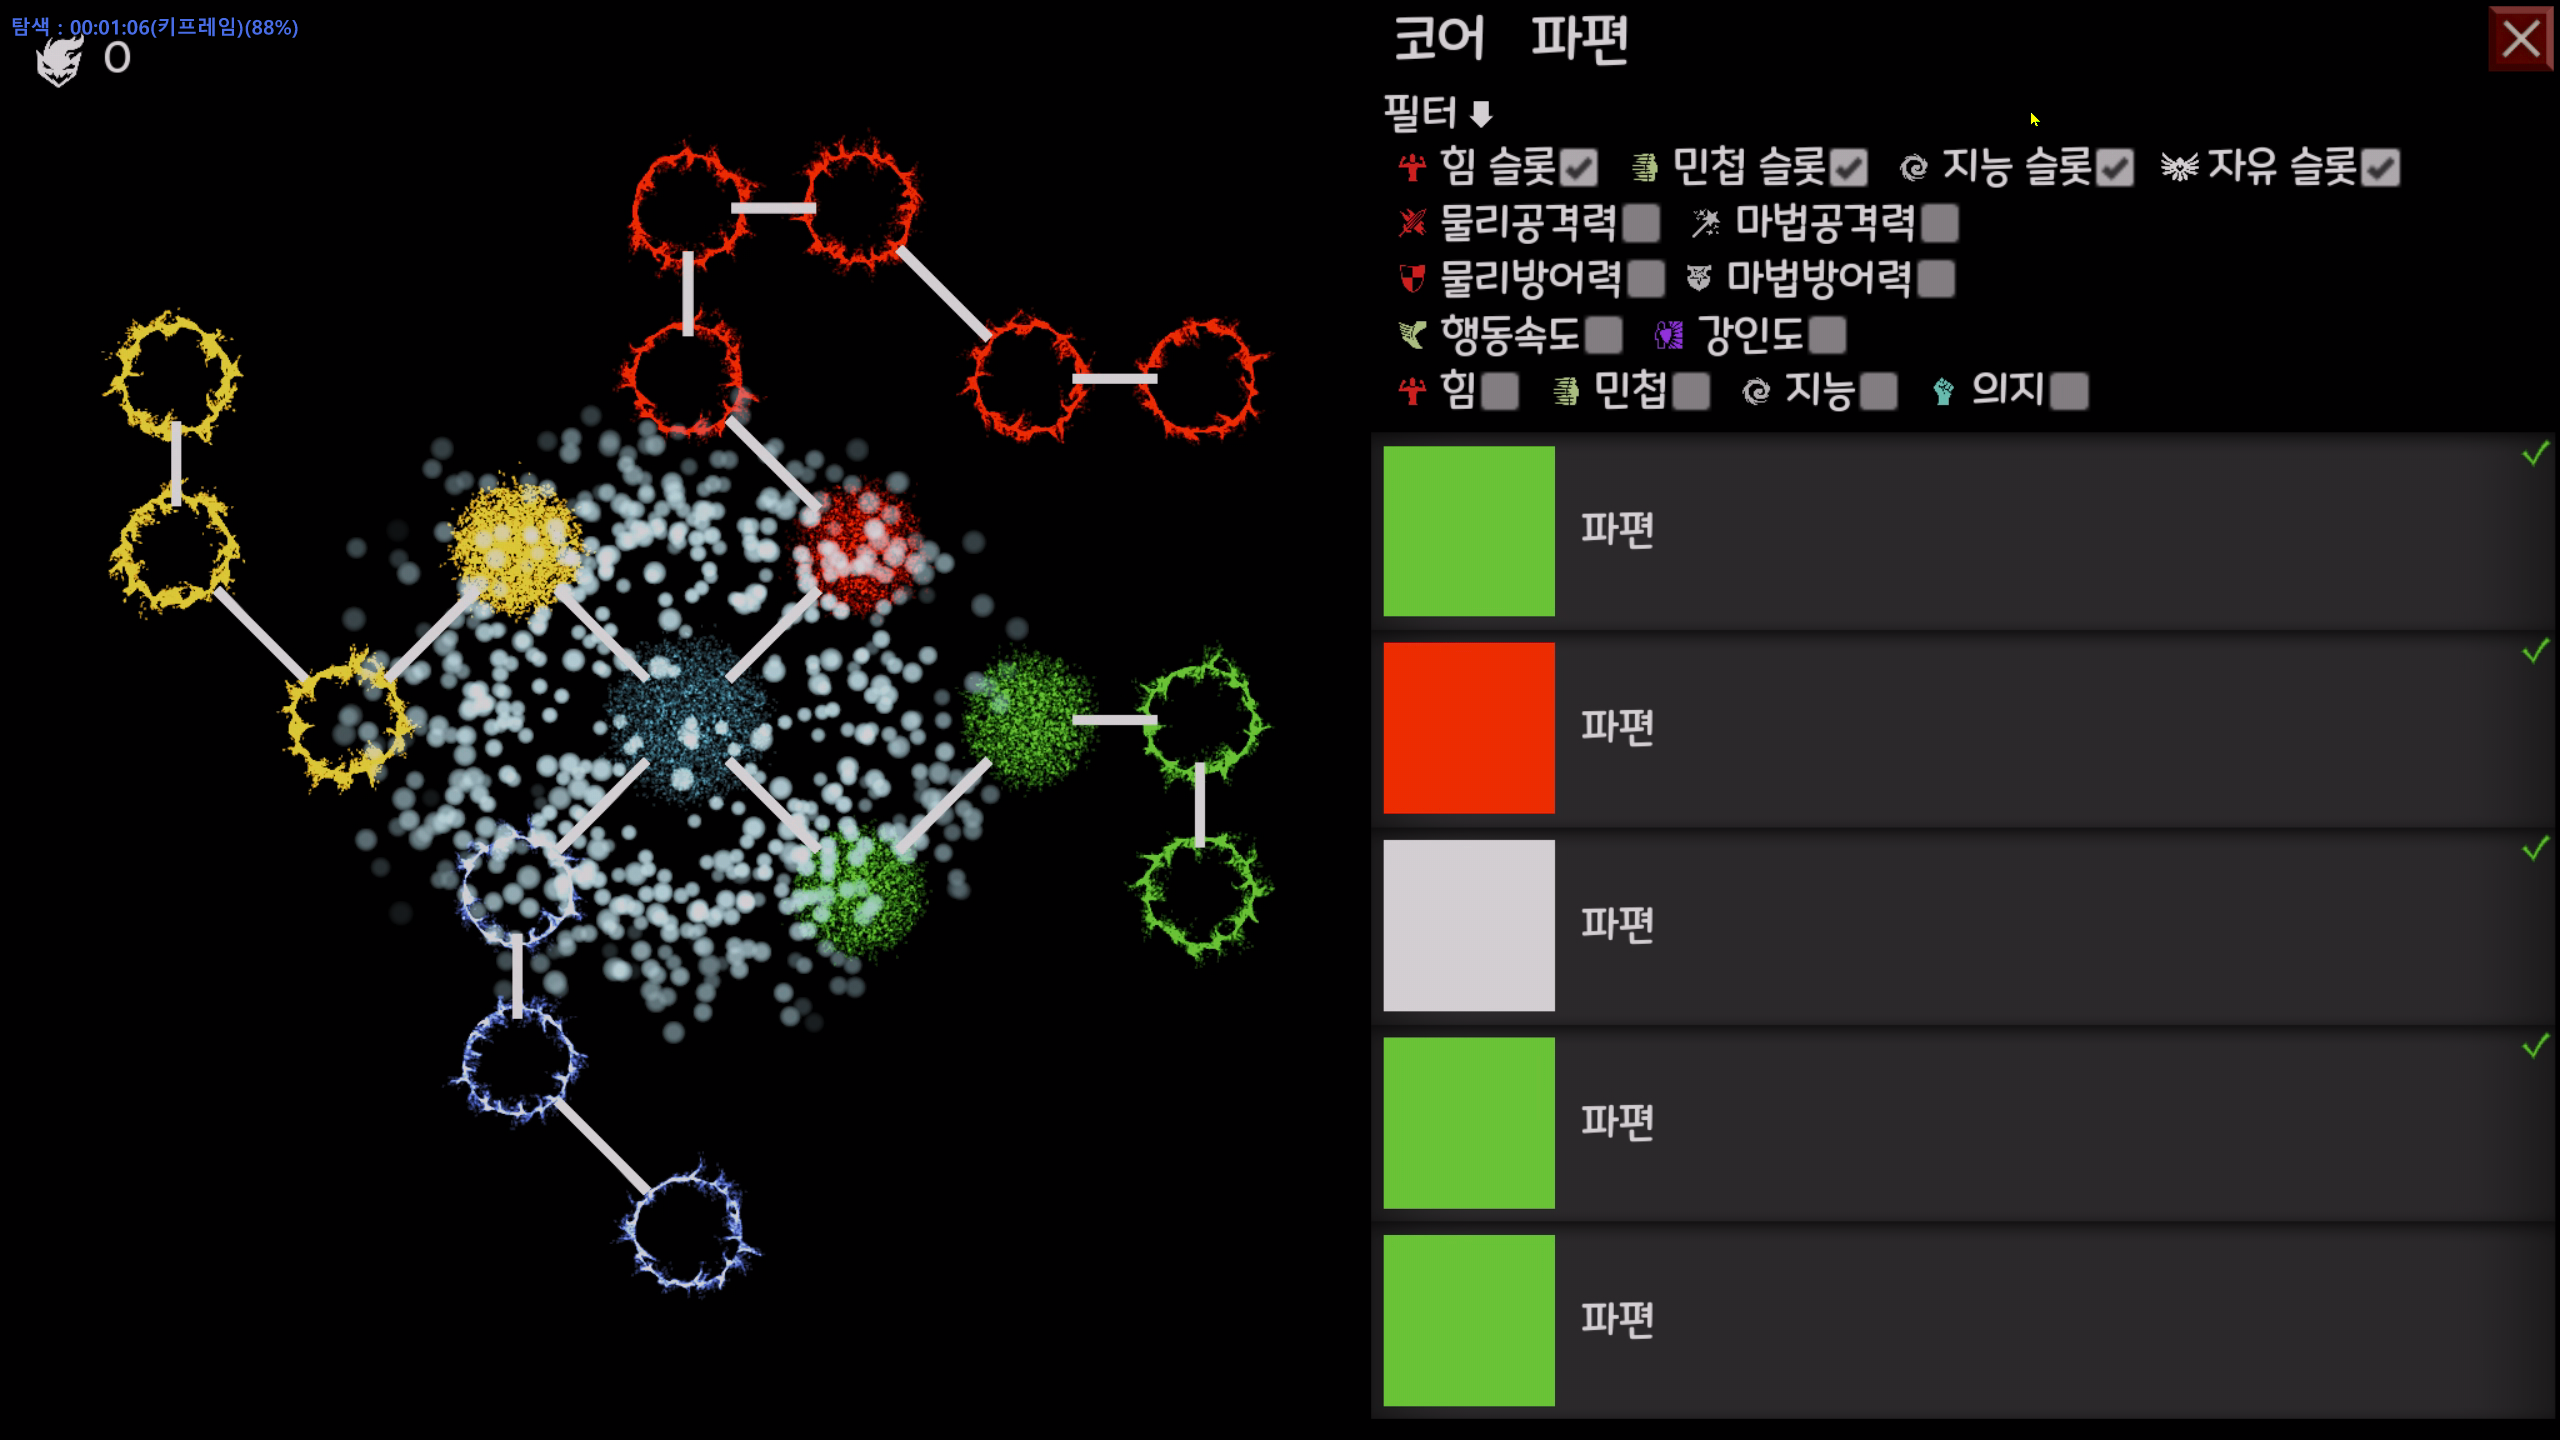 탐색 : 00:01:06(키프레임)(88%)
0
코어 파편
필터
힘 슬롯 민첩 슬롯 지능 슬롯 자유 슬롯
물리공격력 마법공격력
물리방어력 마법방어력
행동속도 강인도
힘 민첩 지능 의지
파편
파편
파편
파편
파편